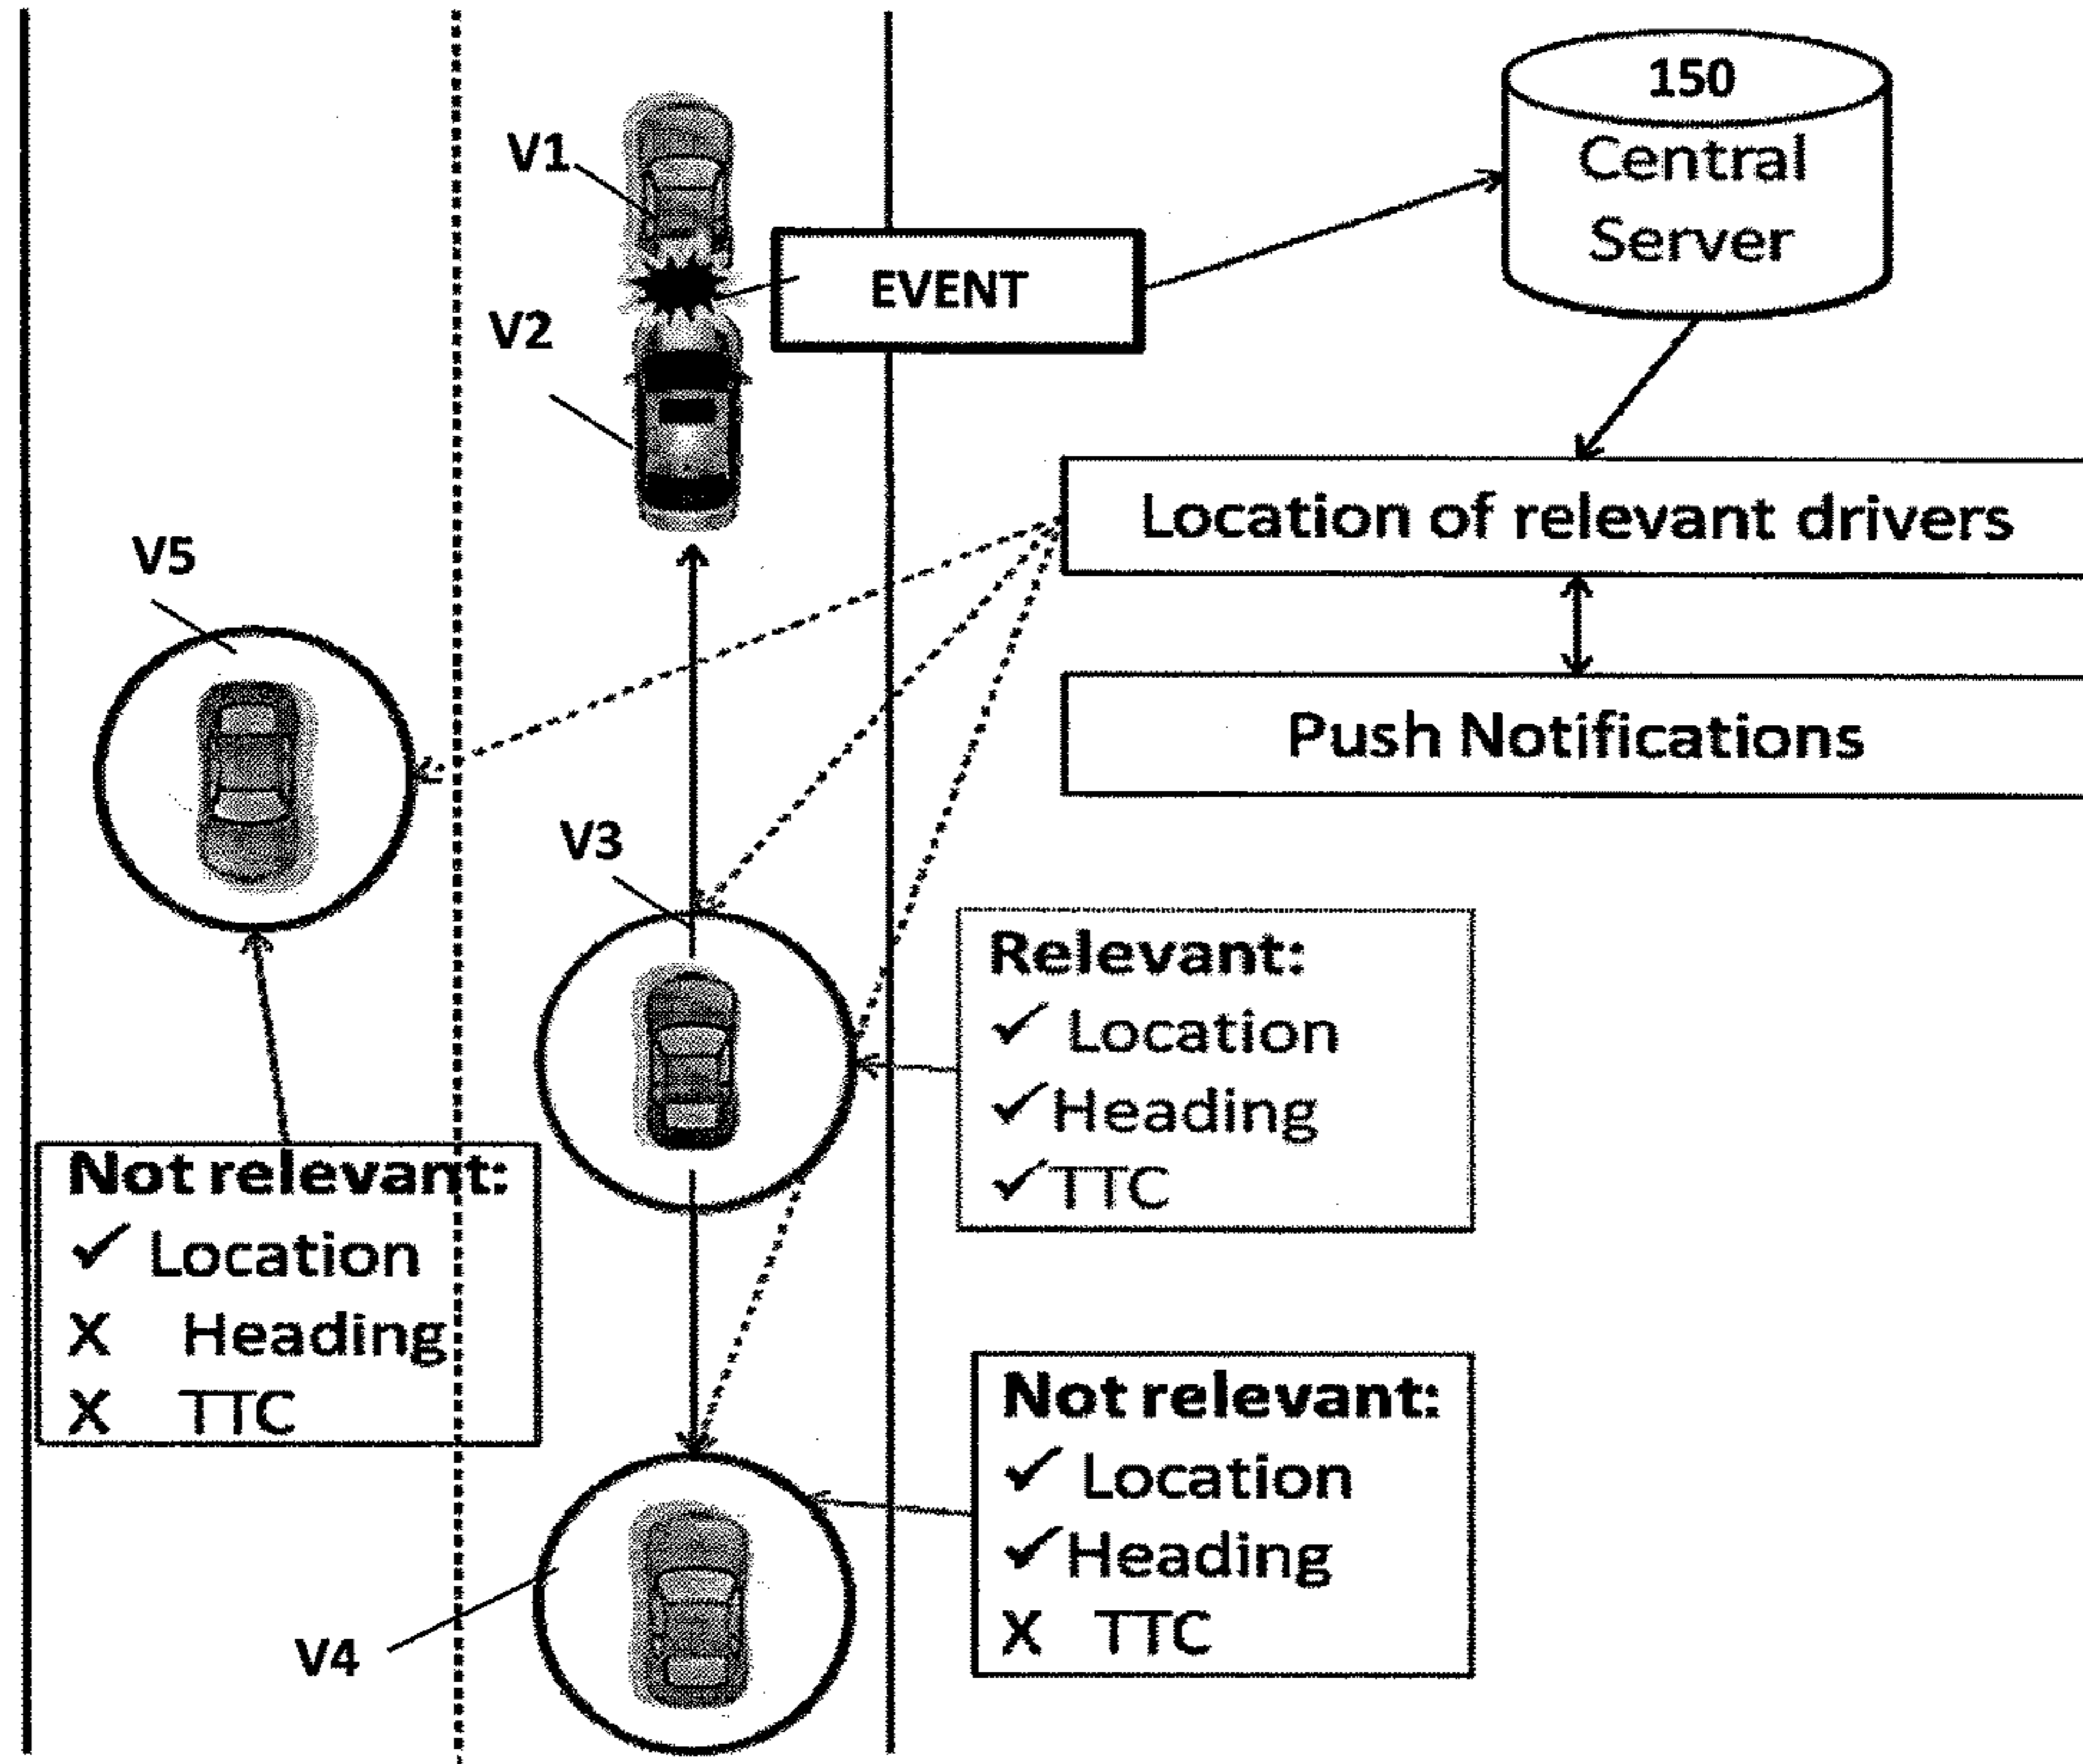 150
Central
Server
V1
EVENT
V2
Location of relevant drivers
V5
Push Notifications
V3
Relevant:
✓ Location
✓ Heading
✓ TTC
Not relevant:
✓ Location
X Heading
X TTC
Not relevant:
✓ Location
✓ Heading
X TTC
V4